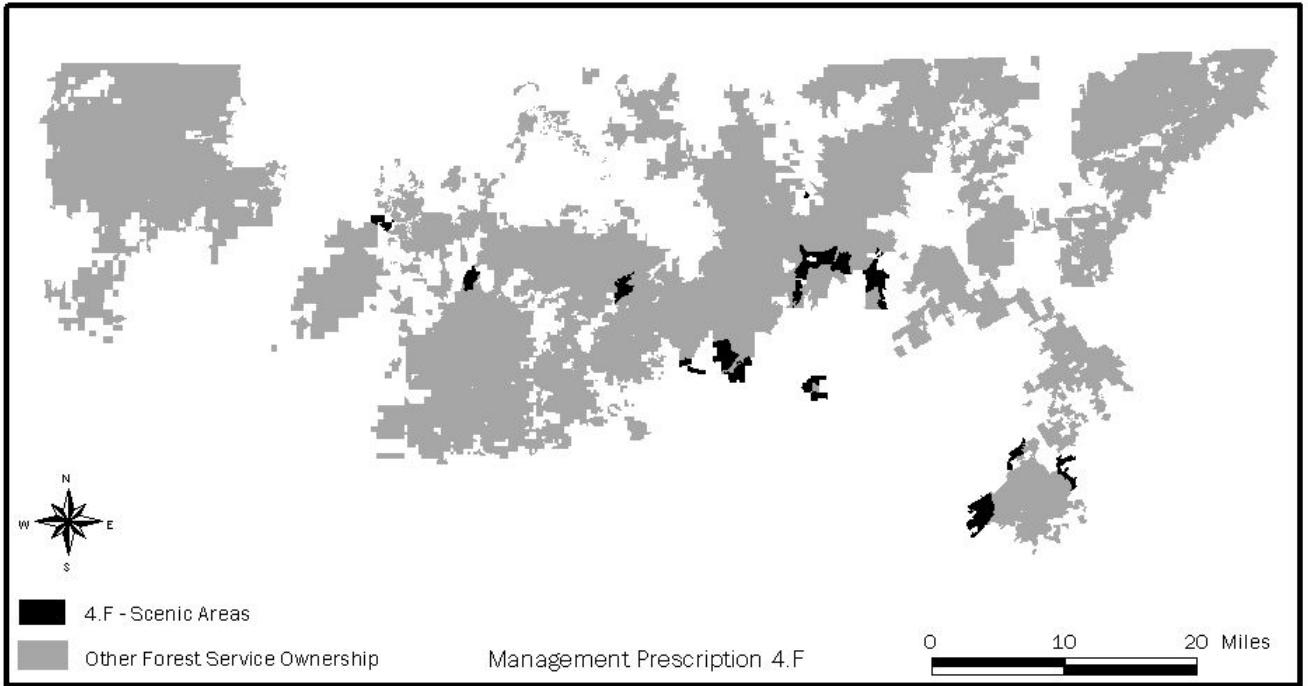 N
W E
S
4.F - Scenic Areas
Other Forest Service Ownership
Management Prescription 4.F
0 10 20 Miles